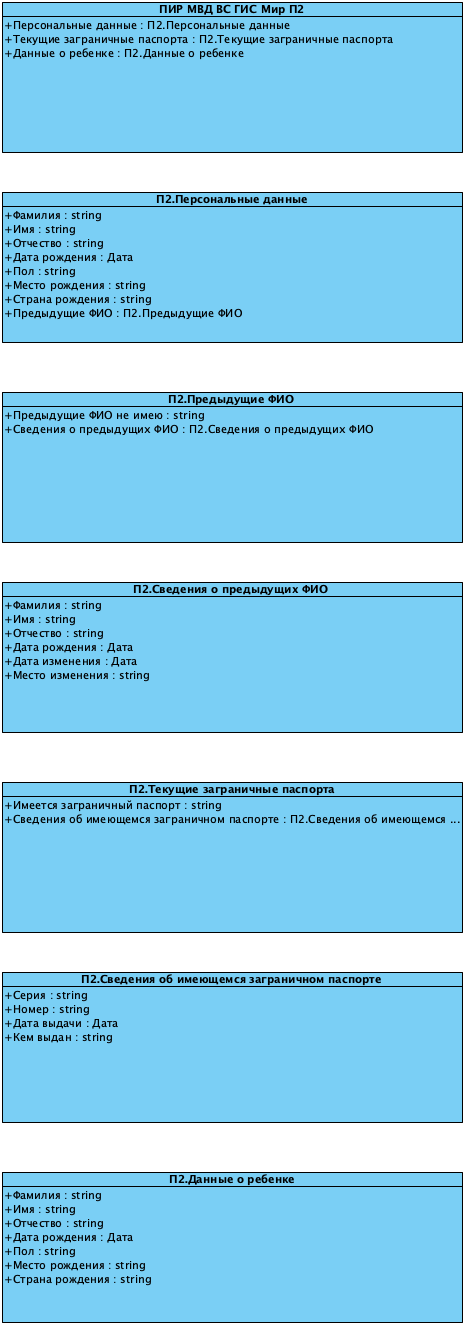 ПИР МВД ВС ГИС Мир П2
+Персональные данные : П2.Персональные данные
+Текущие заграничные паспорта : П2.Текущие заграничные паспорта
+Данные о ребенке : П2.Данные о ребенке
П2.Персональные данные
+Фамилия : string
+Имя : string
+Отчество : string
+Дата рождения : Дата
+Пол : string
+Место рождения : string
+Страна рождения : string
+Предыдущие ФИО : П2.Предыдущие ФИО
П2.Предыдущие ФИО
+Предыдущие ФИО не имею : string
+Сведения о предыдущих ФИО : П2.Сведения о предыдущих ФИО
П2.Сведения о предыдущих ФИО
+Фамилия : string
+Имя : string
+Отчество : string
+Дата рождения : Дата
+Дата изменения : Дата
+Место изменения : string
П2.Текущие заграничные паспорта
+Имеется заграничный паспорт : string
+Сведения об имеющемся заграничном паспорте : П2.Сведения об имеющемся ...
П2.Сведения об имеющемся заграничном паспорте
+Серия : string
+Номер : string
+Дата выдачи : Дата
+Кем выдан : string
П2.Данные о ребенке
+Фамилия : string
+Имя : string
+Отчество : string
+Дата рождения : Дата
+Пол : string
+Место рождения : string
+Страна рождения : string